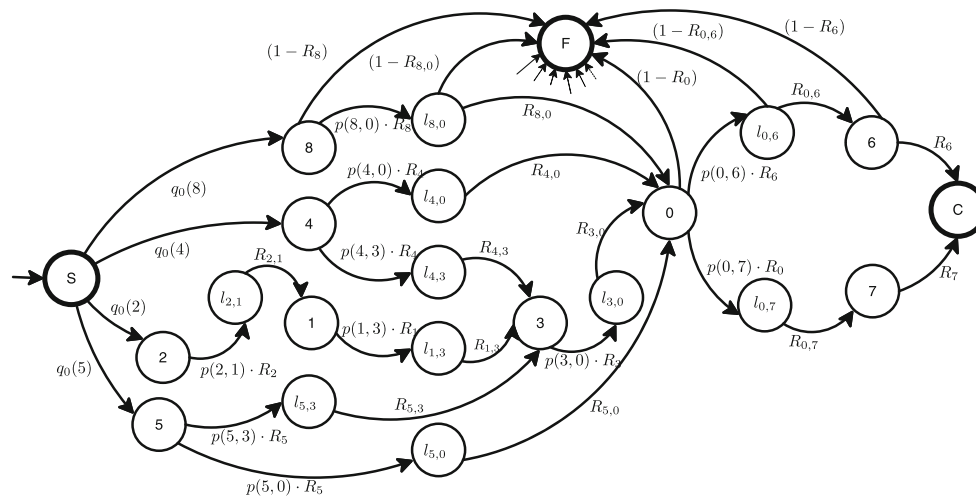 F
(1 − R_8)
(1 − R_{8,0})
(1 − R_0)
(1 − R_{0,6})
(1 − R_6)
8
p(8, 0) · R_8
l_{8,0}
R_{8,0}
l_{0,6}
R_{0,6}
6
R_6
q_0(8)
p(4, 0) · R_4
l_{4,0}
R_{4,0}
p(0, 6) · R_6
4
0
C
q_0(4)
p(4, 3) · R_4
l_{4,3}
R_{4,3}
R_{3,0}
S
R_{2,1}
l_{2,1}
l_{3,0}
p(0, 7) · R_0
l_{0,7}
7
R_7
q_0(2)
1
p(1, 3) · R_1
l_{1,3}
R_{1,3}
3
p(3, 0) · R_3
R_{0,7}
2
p(2, 1) · R_2
q_0(5)
5
p(5, 3) · R_5
l_{5,3}
R_{5,3}
R_{5,0}
l_{5,0}
p(5, 0) · R_5